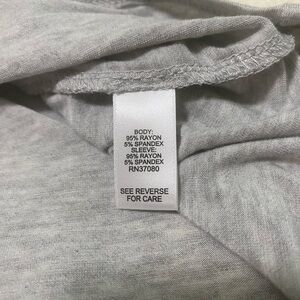 BODY:
95% RAYON
5% SPANDEX
SLEEVE:
95% RAYON
5% SPANDEX
RN37080
SEE REVERSE
FOR CARE